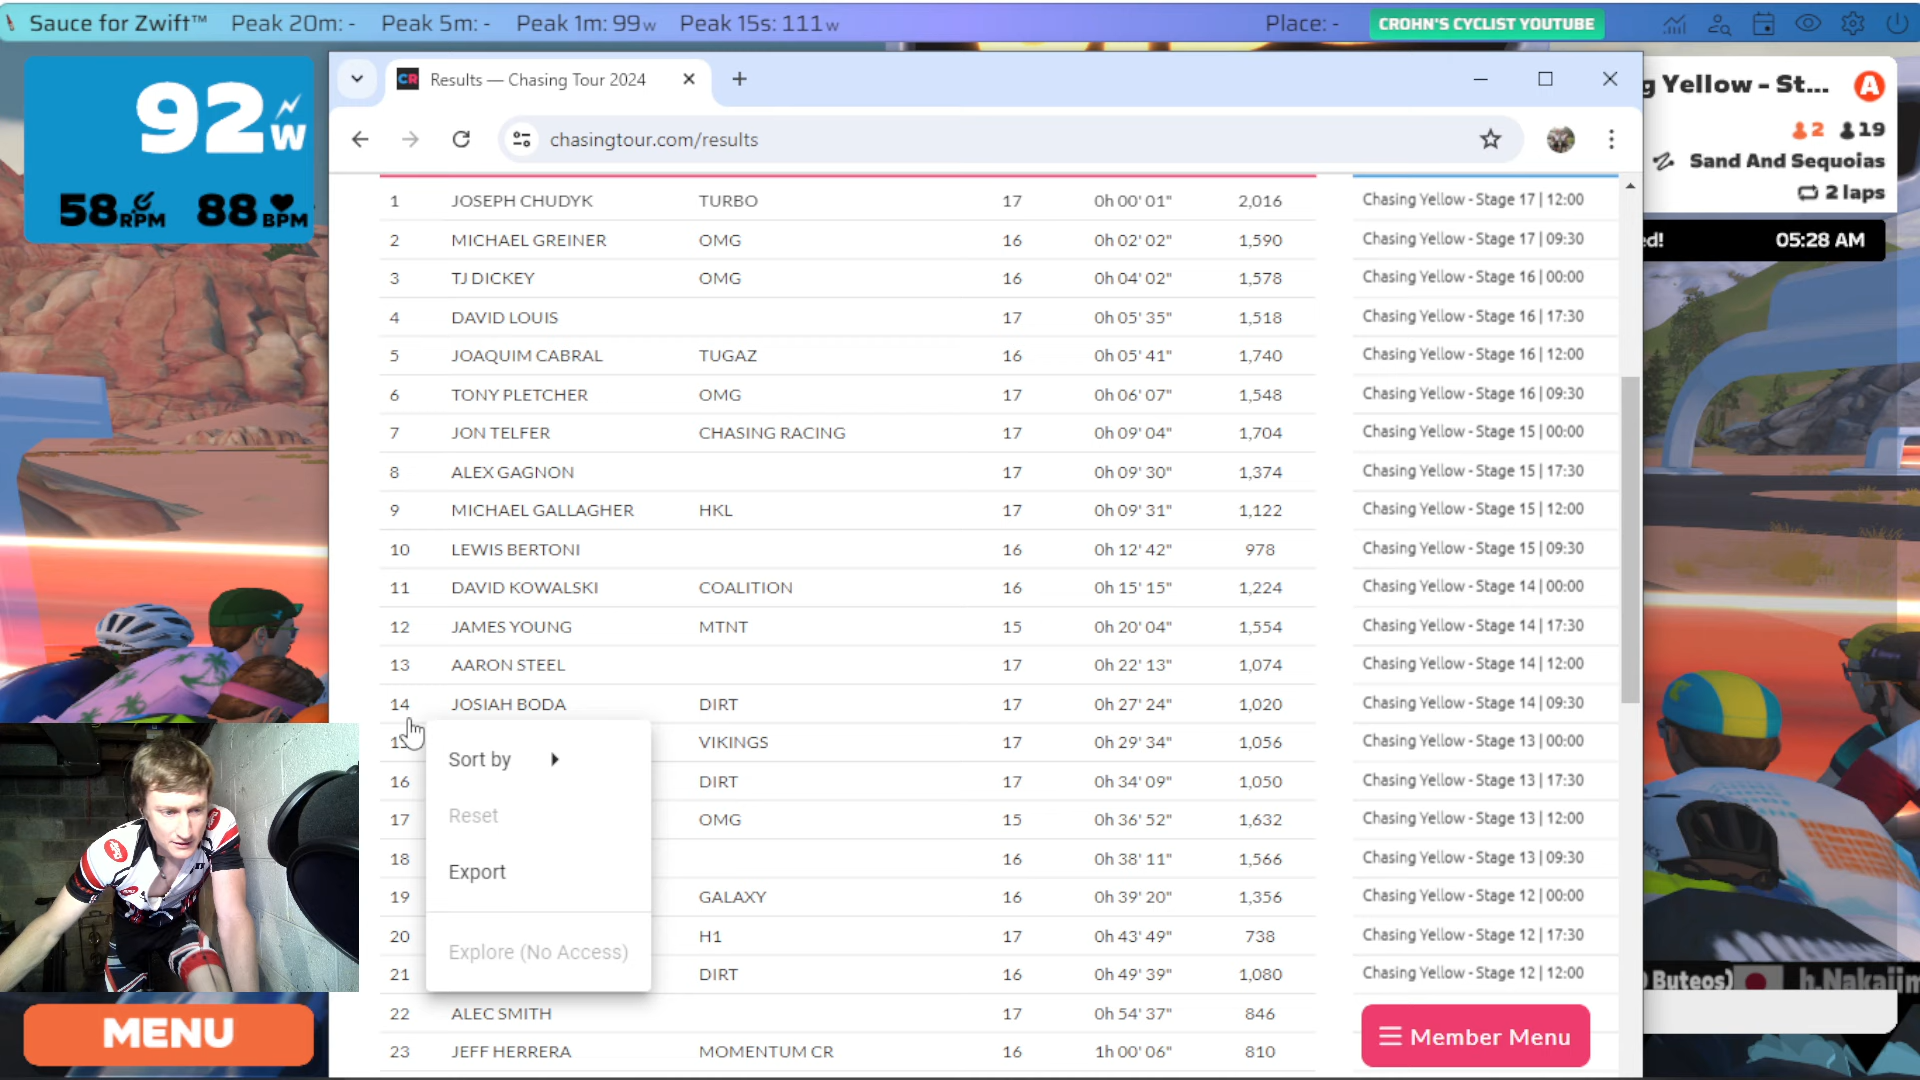 Sauce for Zwift™ Peak 20m: - Peak 5m: - Peak 1m: 99w Peak 15s: 111w Place: - CROHN'S CYCLIST YOUTUBE
92 W
58 RPM 88 BPM
CR Results — Chasing Tour 2024
chasingtour.com/results
g Yellow - St... A
2 19
Sand And Sequoias
2 laps
ed! 05:28 AM
1 JOSEPH CHUDYK TURBO 17 0h 00' 01" 2,016
2 MICHAEL GREINER OMG 16 0h 02' 02" 1,590
3 TJ DICKEY OMG 16 0h 04' 02" 1,578
4 DAVID LOUIS 17 0h 05' 35" 1,518
5 JOAQUIM CABRAL TUGAZ 16 0h 05' 41" 1,740
6 TONY PLETCHER OMG 17 0h 06' 07" 1,548
7 JON TELFER CHASING RACING 17 0h 09' 04" 1,704
8 ALEX GAGNON 17 0h 09' 30" 1,374
9 MICHAEL GALLAGHER HKL 17 0h 09' 31" 1,122
10 LEWIS BERTONI 16 0h 12' 42" 978
11 DAVID KOWALSKI COALITION 16 0h 15' 15" 1,224
12 JAMES YOUNG MTNT 15 0h 20' 04" 1,554
13 AARON STEEL 17 0h 22' 13" 1,074
14 JOSIAH BODA DIRT 17 0h 27' 24" 1,020
15 VIKINGS 17 0h 29' 34" 1,056
16 DIRT 17 0h 34' 09" 1,050
17 OMG 15 0h 36' 52" 1,632
18 16 0h 38' 11" 1,566
19 GALAXY 16 0h 39' 20" 1,356
20 H1 17 0h 43' 49" 738
21 DIRT 16 0h 49' 39" 1,080
22 ALEC SMITH 17 0h 54' 37" 846
23 JEFF HERRERA MOMENTUM CR 16 1h 00' 06" 810
Sort by
Reset
Export
Explore (No Access)
Chasing Yellow - Stage 17 | 12:00
Chasing Yellow - Stage 17 | 09:30
Chasing Yellow - Stage 16 | 00:00
Chasing Yellow - Stage 16 | 17:30
Chasing Yellow - Stage 16 | 12:00
Chasing Yellow - Stage 16 | 09:30
Chasing Yellow - Stage 15 | 00:00
Chasing Yellow - Stage 15 | 17:30
Chasing Yellow - Stage 15 | 12:00
Chasing Yellow - Stage 15 | 09:30
Chasing Yellow - Stage 14 | 00:00
Chasing Yellow - Stage 14 | 17:30
Chasing Yellow - Stage 14 | 12:00
Chasing Yellow - Stage 14 | 09:30
Chasing Yellow - Stage 13 | 00:00
Chasing Yellow - Stage 13 | 17:30
Chasing Yellow - Stage 13 | 12:00
Chasing Yellow - Stage 13 | 09:30
Chasing Yellow - Stage 12 | 00:00
Chasing Yellow - Stage 12 | 17:30
Chasing Yellow - Stage 12 | 12:00
Member Menu
Buteos) h.Nakajim
MENU